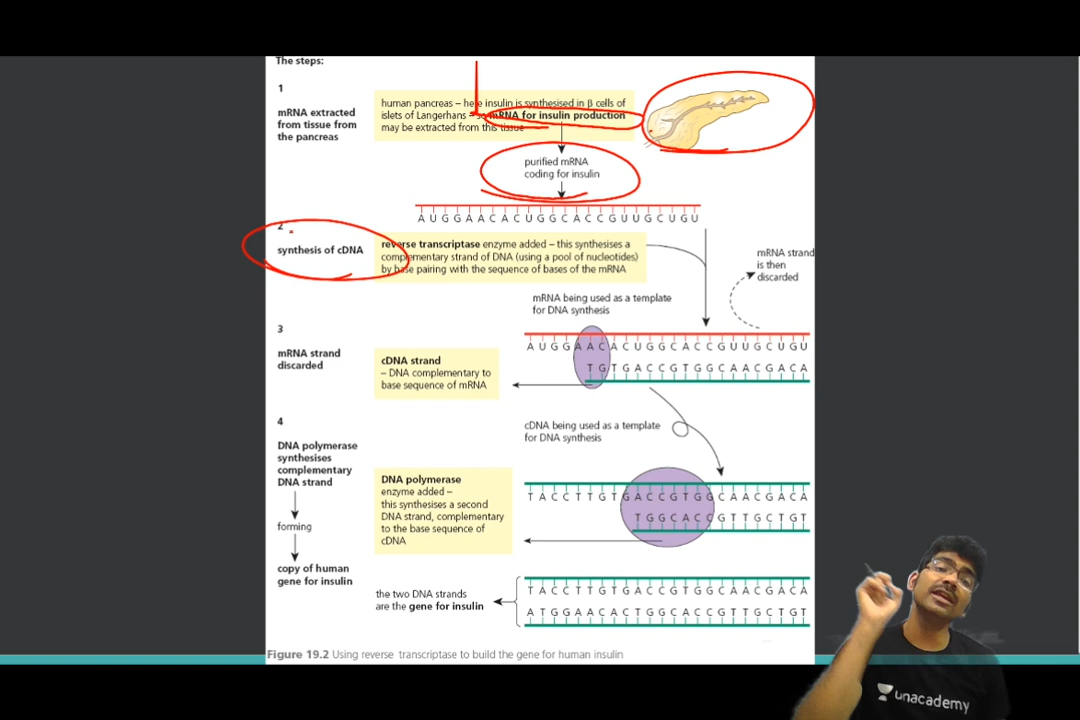 The steps:
1
mRNA extracted
from tissue from
the pancreas
human pancreas – here insulin is synthesised in β cells of
islets of Langerhans – so mRNA for insulin production
may be extracted from this tissue
purified mRNA
coding for insulin
A U G G A A C A C U G G C A C C G U U G C U G U
2
synthesis of cDNA
reverse transcriptase enzyme added – this synthesises a
complementary strand of DNA (using a pool of nucleotides)
by base pairing with the sequence of bases of the mRNA
mRNA strand
is then
discarded
mRNA being used as a template
for DNA synthesis
3
mRNA strand
discarded
cDNA strand
– DNA complementary to
base sequence of mRNA
A U G G A A C A C U G G C A C C G U U G C U G U
T G T G A C C G T G G C A A C G A C A
cDNA being used as a template
for DNA synthesis
4
DNA polymerase
synthesises
complementary
DNA strand
forming
copy of human
gene for insulin
DNA polymerase
enzyme added –
this synthesises a second
DNA strand, complementary
to the base sequence of
cDNA
T A C C T T G T G A C C G T G G C A A C G A C A
T G G C A C C G T T G C T G T
the two DNA strands
are the gene for insulin
T A C C T T G T G A C C G T G G C A A C G A C A
A T G G A A C A C T G G C A C C G T T G C T G T
Figure 19.2 Using reverse transcriptase to build the gene for human insulin
unacademy